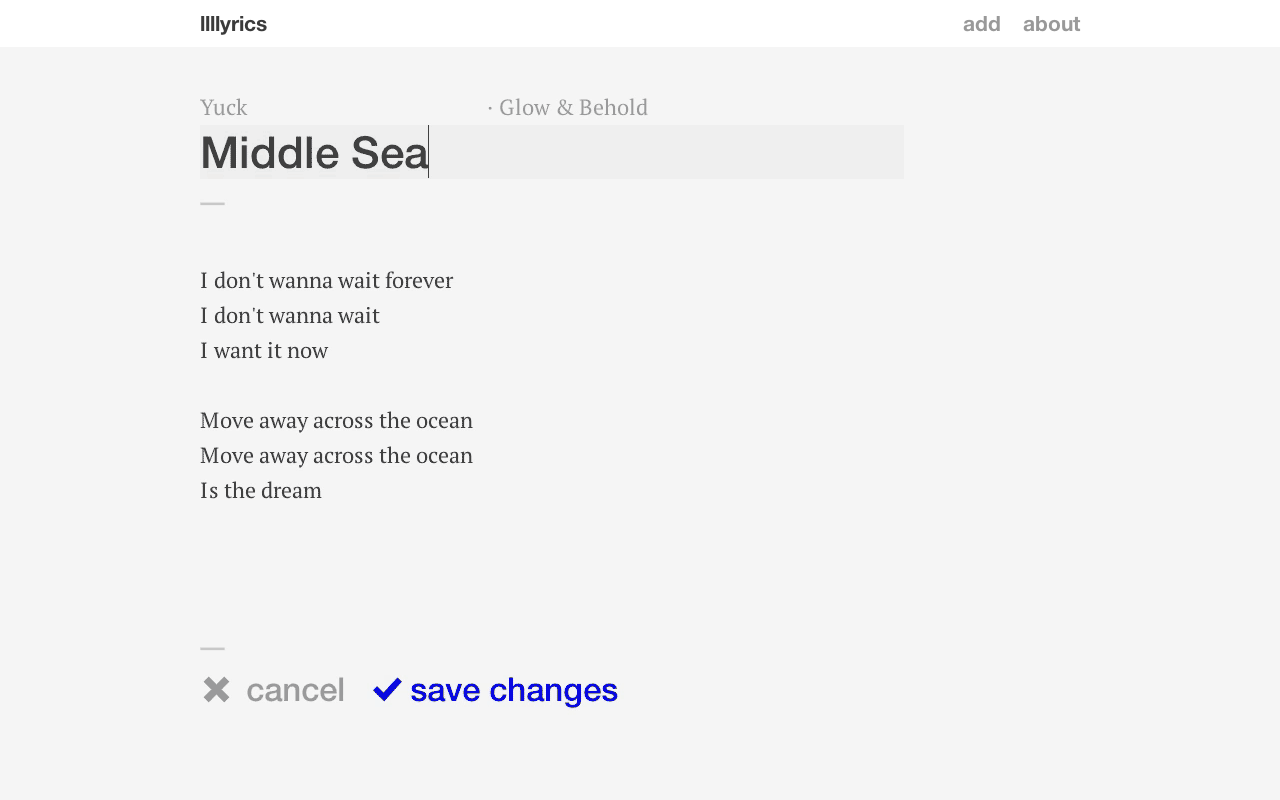 llllyrics add about
Yuck · Glow & Behold
Middle Sea
—
I don't wanna wait forever
I don't wanna wait
I want it now

Move away across the ocean
Move away across the ocean
Is the dream

—
✖ cancel ✔ save changes